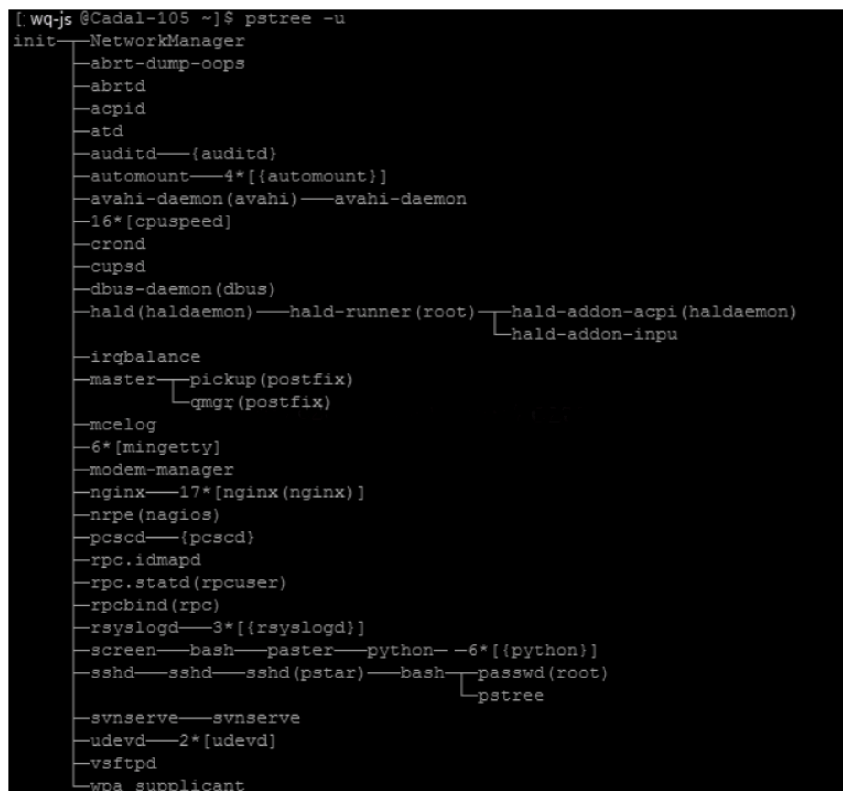 [ wq-js @Cadal-105 ~]$ pstree -u
init─┬─NetworkManager
     ├─abrt-dump-oops
     ├─abrtd
     ├─acpid
     ├─atd
     ├─auditd───{auditd}
     ├─automount───4*[{automount}]
     ├─avahi-daemon(avahi)───avahi-daemon
     ├─16*[cpuspeed]
     ├─crond
     ├─cupsd
     ├─dbus-daemon(dbus)
     ├─hald(haldaemon)───hald-runner(root)─┬─hald-addon-acpi(haldaemon)
     │                                     └─hald-addon-inpu
     ├─irqbalance
     ├─master─┬─pickup(postfix)
     │        └─qmgr(postfix)
     ├─mcelog
     ├─6*[mingetty]
     ├─modem-manager
     ├─nginx───17*[nginx(nginx)]
     ├─nrpe(nagios)
     ├─pcscd───{pcscd}
     ├─rpc.idmapd
     ├─rpc.statd(rpcuser)
     ├─rpcbind(rpc)
     ├─rsyslogd───3*[{rsyslogd}]
     ├─screen───bash───paster───python─ ─6*[{python}]
     ├─sshd───sshd───sshd(pstar)───bash─┬─passwd(root)
     │                                  └─pstree
     ├─svnserve───svnserve
     ├─udevd───2*[udevd]
     ├─vsftpd
     └─wpa_supplicant